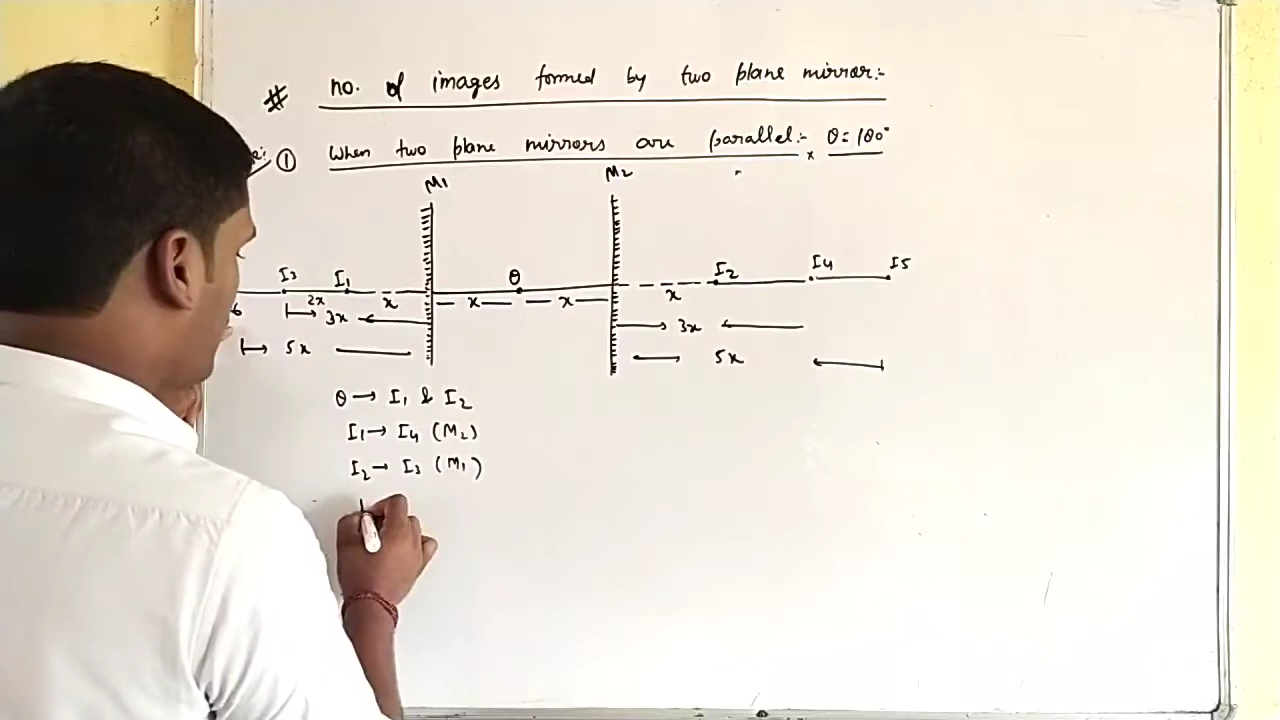 # no. of images formed by two plane mirror:-
e: ① When two plane mirrors are parallel:- θ = 180°
M1 M2
I3 I1 θ I2 I4 I5
2x x x x x
6 3x 3x
5x 5x
θ → I1 & I2
I1 → I4 (M2)
I2 → I3 (M1)